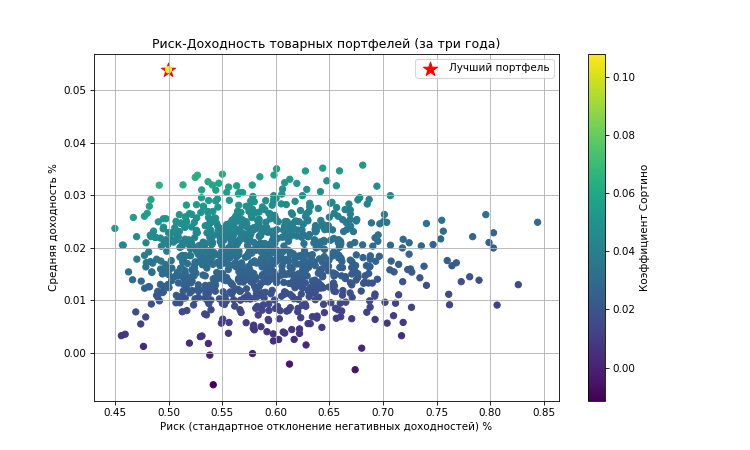 Риск-Доходность товарных портфелей (за три года)
Лучший портфель
Средняя доходность %
0.05
0.04
0.03
0.02
0.01
0.00
0.45 0.50 0.55 0.60 0.65 0.70 0.75 0.80 0.85
Риск (стандартное отклонение негативных доходностей) %
0.10
0.08
0.06
0.04
0.02
0.00
Коэффициент Сортино